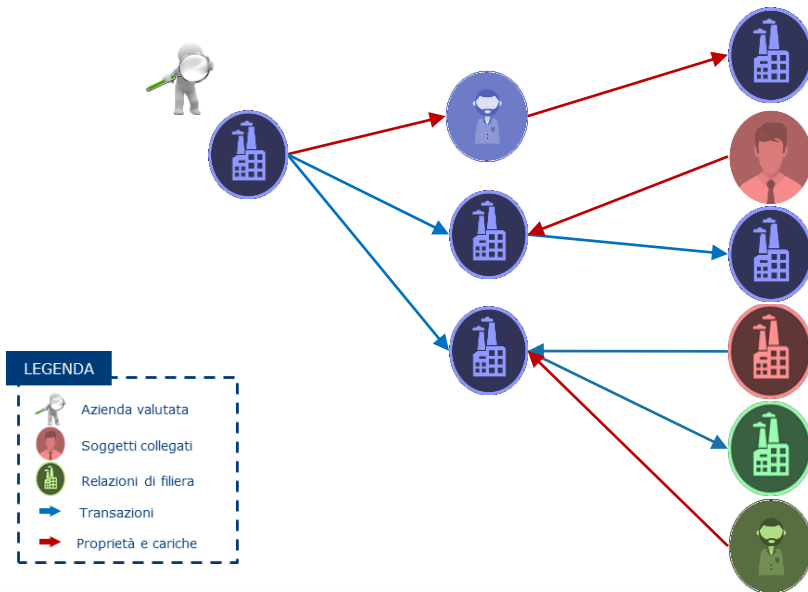 LEGENDA
Azienda valutata
Soggetti collegati
Relazioni di filiera
Transazioni
Proprietà e cariche